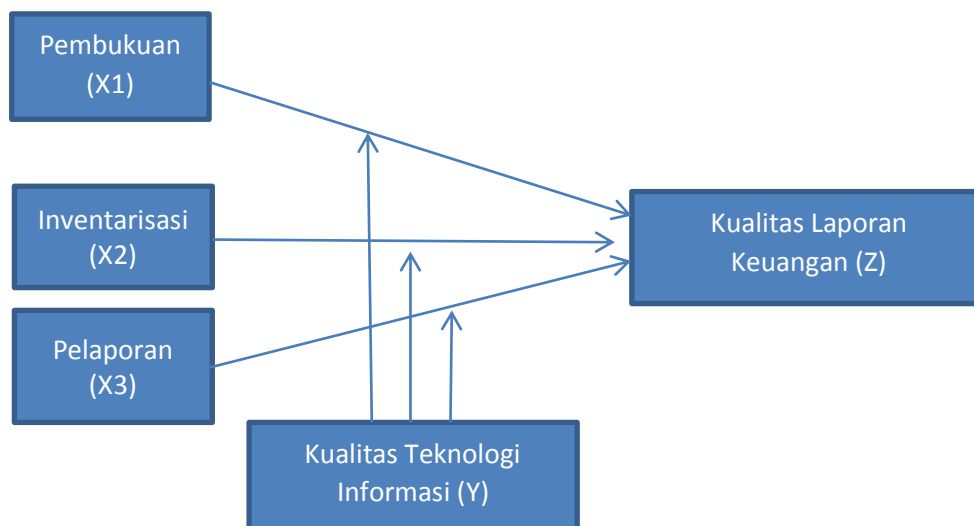 Pembukuan
(X1)
Inventarisasi
(X2)
Kualitas Laporan
Keuangan (Z)
Pelaporan
(X3)
Kualitas Teknologi
Informasi (Y)